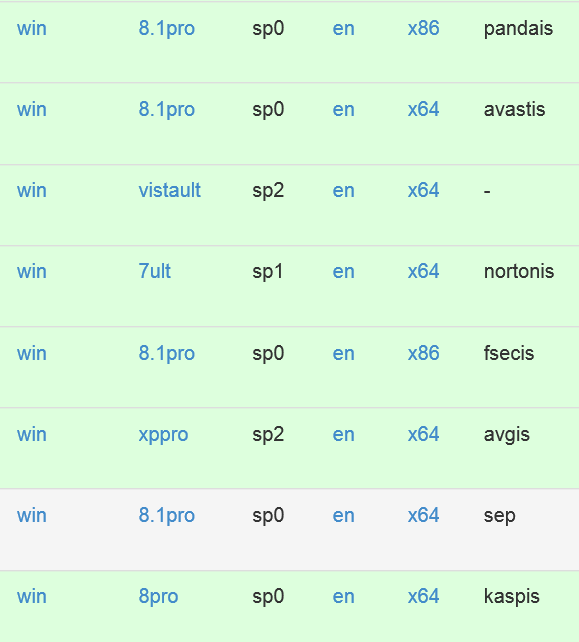 win 8.1pro sp0 en x86 pandais
win 8.1pro sp0 en x64 avastis
win vistault sp2 en x64 -
win 7ult sp1 en x64 nortonis
win 8.1pro sp0 en x86 fsecis
win xppro sp2 en x64 avgis
win 8.1pro sp0 en x64 sep
win 8pro sp0 en x64 kaspis